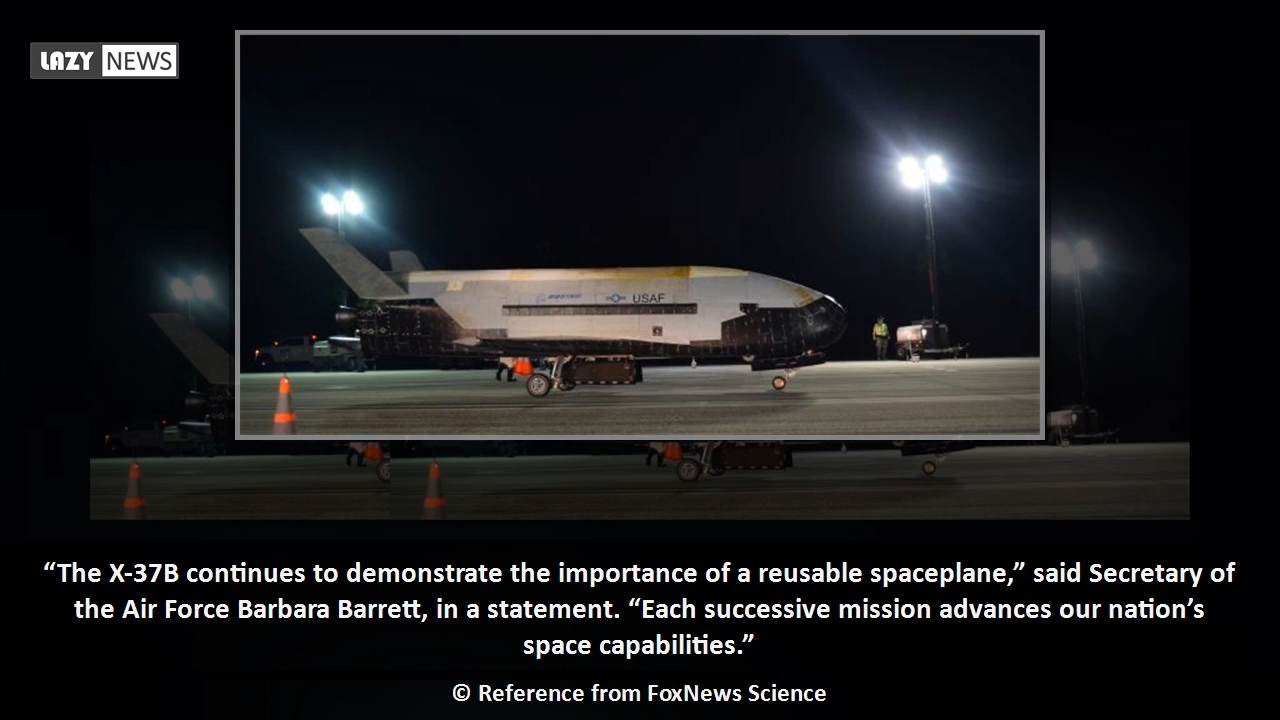 LAZY NEWS
BOEING
USAF
“The X-37B continues to demonstrate the importance of a reusable spaceplane,” said Secretary of
the Air Force Barbara Barrett, in a statement. “Each successive mission advances our nation’s
space capabilities.”
© Reference from FoxNews Science